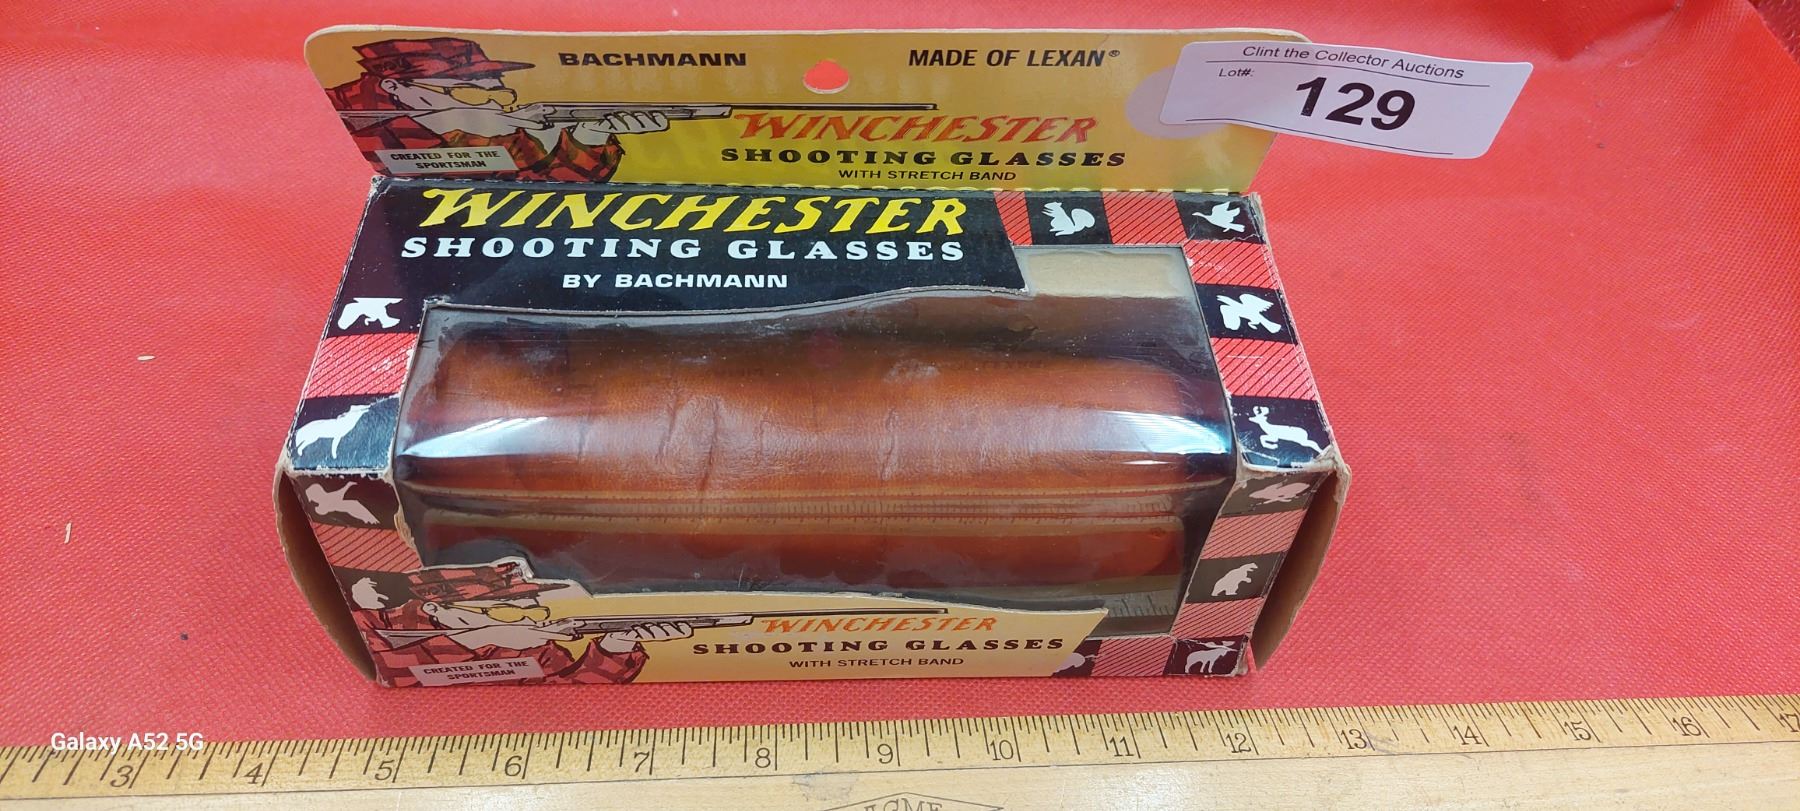 BACHMANN
MADE OF LEXAN®
Clint the Collector Auctions
Lot#:
129
WINCHESTER
SHOOTING GLASSES
WITH STRETCH BAND
CREATED FOR THE
SPORTSMAN
WINCHESTER
SHOOTING GLASSES
BY BACHMANN
WINCHESTER
SHOOTING GLASSES
WITH STRETCH BAND
CREATED FOR THE
SPORTSMAN
Galaxy A52 5G
3 4 5 6 7 8 9 10 11 12 13 14 15 16 17
ACME